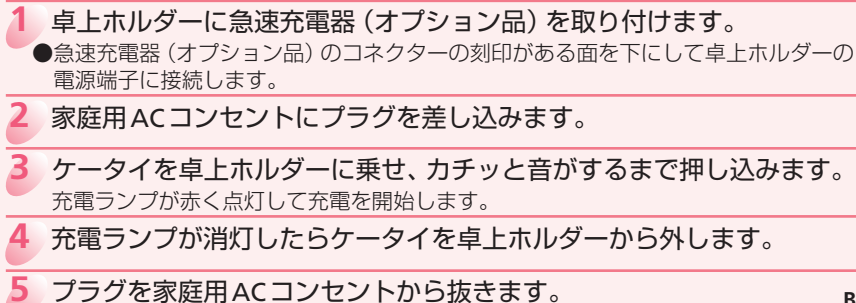 1 卓上ホルダーに急速充電器（オプション品）を取り付けます。
●急速充電器（オプション品）のコネクターの刻印がある面を下にして卓上ホルダーの
電源端子に接続します。
2 家庭用ACコンセントにプラグを差し込みます。
3 ケータイを卓上ホルダーに乗せ、カチッと音がするまで押し込みます。
充電ランプが赤く点灯して充電を開始します。
4 充電ランプが消灯したらケータイを卓上ホルダーから外します。
5 プラグを家庭用ACコンセントから抜きます。